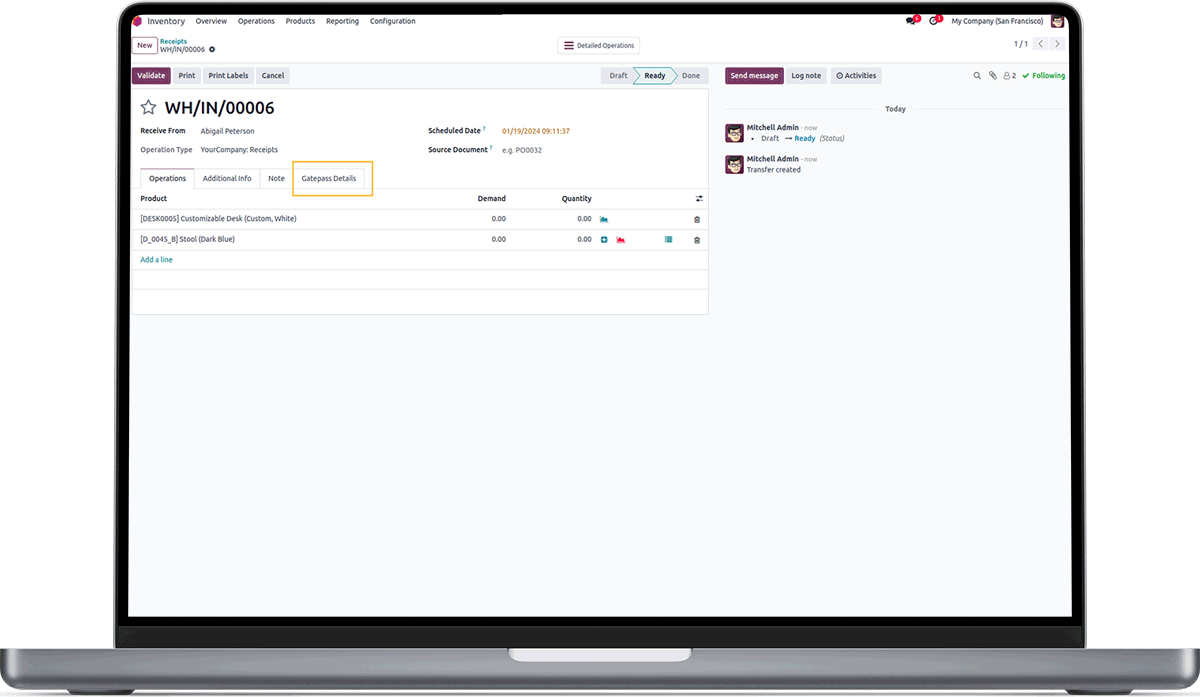 Inventory Overview Operations Products Reporting Configuration 6 3 My Company (San Francisco)
New Receipts
WH/IN/00006
Detailed Operations
1 / 1
Validate Print Print Labels Cancel Draft Ready Done Send message Log note Activities 2 Following
WH/IN/00006
Today
Receive From Abigail Peterson Scheduled Date ? 01/19/2024 09:11:37
Operation Type YourCompany: Receipts Source Document ? e.g. PO0032
Mitchell Admin - now
• Draft → Ready (Status)
Mitchell Admin - now
Transfer created
Operations Additional Info Note Gatepass Details
Product Demand Quantity
[DESK0005] Customizable Desk (Custom, White) 0.00 0.00
[D_0045_B] Stool (Dark Blue) 0.00 0.00
Add a line